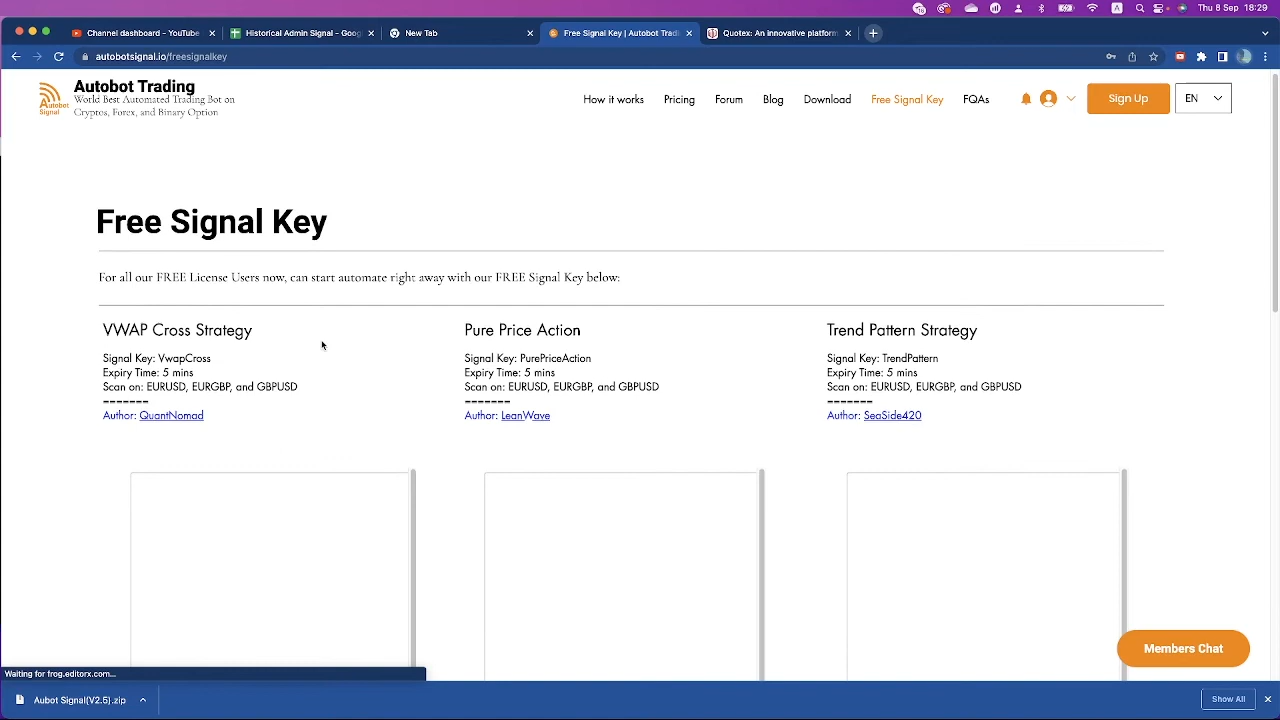 Thu 8 Sep 18:29
Channel dashboard - YouTube
Historical Admin Signal - Goog
New Tab
Free Signal Key | Autobot Tradi
Quotex: An innovative platform
autobotsignal.io/freesignalkey
Autobot Signal
Autobot Trading
World Best Automated Trading Bot on
Cryptos, Forex, and Binary Option
How it works
Pricing
Forum
Blog
Download
Free Signal Key
FQAs
Sign Up
EN
Free Signal Key
For all our FREE License Users now, can start automate right away with our FREE Signal Key below:
VWAP Cross Strategy
Signal Key: VwapCross
Expiry Time: 5 mins
Scan on: EURUSD, EURGBP, and GBPUSD
-------
Author: QuantNomad
Pure Price Action
Signal Key: PurePriceAction
Expiry Time: 5 mins
Scan on: EURUSD, EURGBP, and GBPUSD
-------
Author: LeanWave
Trend Pattern Strategy
Signal Key: TrendPattern
Expiry Time: 5 mins
Scan on: EURUSD, EURGBP, and GBPUSD
-------
Author: SeaSide420
Members Chat
Waiting for frog.editorx.com...
Aubot Signal(V2.5).zip
Show All